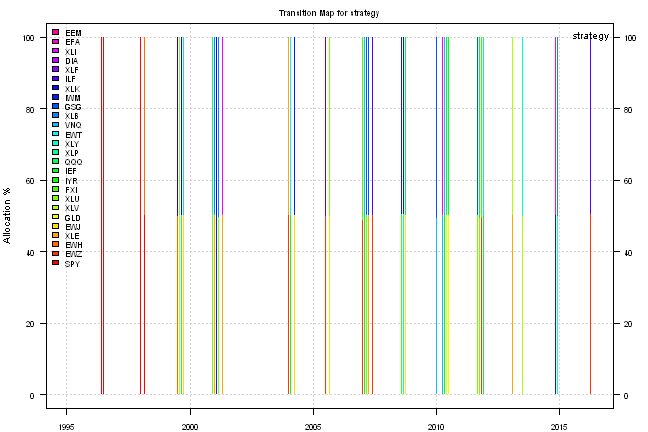 Transition Map for strategy
strategy
EEM
EFA
XLI
DIA
XLF
ILF
XLK
IWM
GSG
XLB
VNQ
EWT
XLY
XLP
QQQ
IEF
IYR
FXI
XLU
XLV
GLD
EWJ
XLE
EWH
EWZ
SPY
Allocation %
100
80
60
40
20
0
100
80
60
40
20
0
1995 2000 2005 2010 2015